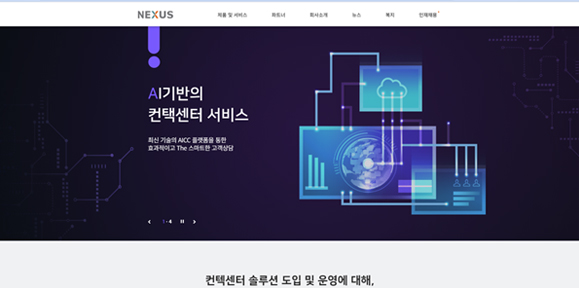 NEXUS
제품 및 서비스 파트너 회사소개 뉴스 복지 인재채용
AI기반의
컨택센터 서비스
최신 기술의 AICC 플랫폼을 통한
효과적이고 The 스마트한 고객상담
1 - 4
컨택센터 솔루션 도입 및 운영에 대해,